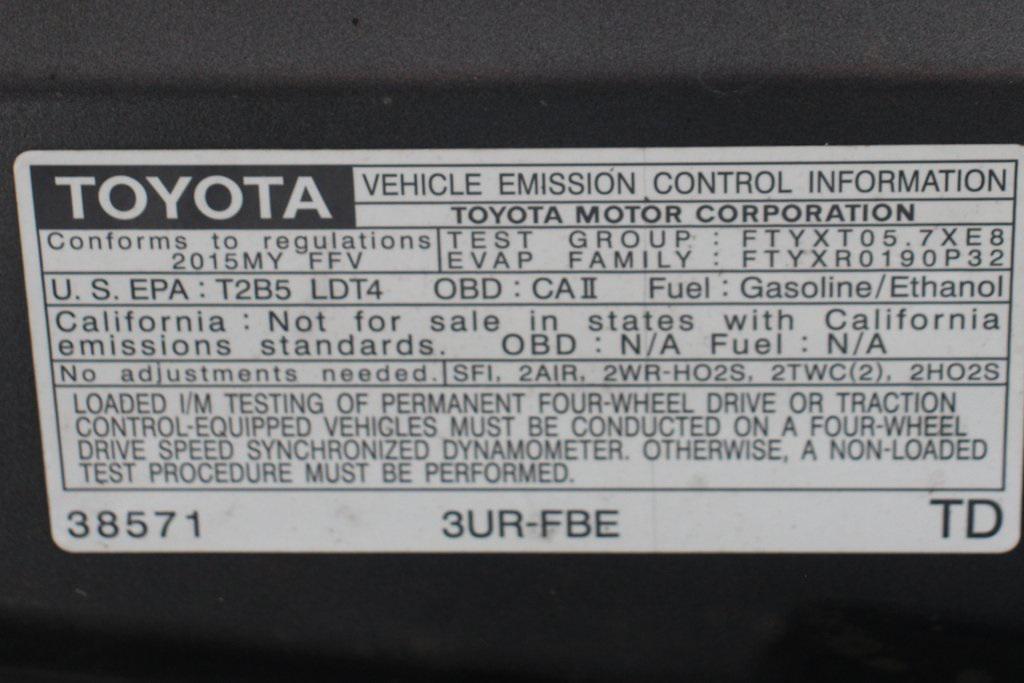 TOYOTA VEHICLE EMISSION CONTROL INFORMATION
TOYOTA MOTOR CORPORATION
Conforms to regulations
2015MY FFV
TEST GROUP : FTYXT05.7XE8
EVAP FAMILY : FTYXR0190P32
U.S.EPA : T2B5 LDT4 OBD : CAⅡ Fuel : Gasoline/Ethanol
California : Not for sale in states with California
emissions standards. OBD : N/A Fuel : N/A
No adjustments needed. SFI, 2AIR, 2WR-HO2S, 2TWC(2), 2HO2S
LOADED I/M TESTING OF PERMANENT FOUR-WHEEL DRIVE OR TRACTION
CONTROL-EQUIPPED VEHICLES MUST BE CONDUCTED ON A FOUR-WHEEL
DRIVE SPEED SYNCHRONIZED DYNAMOMETER. OTHERWISE, A NON-LOADED
TEST PROCEDURE MUST BE PERFORMED.
38571 3UR-FBE TD